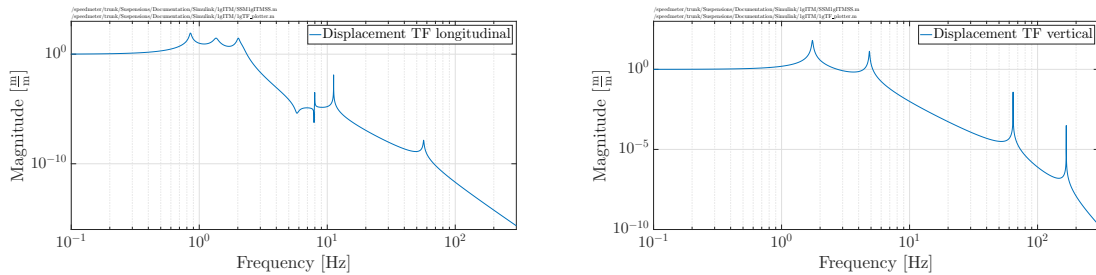 /speedmeter/trunk/Suspensions/Documentation/Simulink/1gITM/SSM1gITMSS.m
/speedmeter/trunk/Suspensions/Documentation/Simulink/1gITM/1gTF_plotter.m
Displacement TF longitudinal
10^0
10^-10
Magnitude [m/m]
10^-1 10^0 10^1 10^2
Frequency [Hz]
/speedmeter/trunk/Suspensions/Documentation/Simulink/1gITM/SSM1gITMSS.m
/speedmeter/trunk/Suspensions/Documentation/Simulink/1gITM/1gTF_plotter.m
Displacement TF vertical
10^0
10^-5
10^-10
Magnitude [m/m]
10^-1 10^0 10^1 10^2
Frequency [Hz]